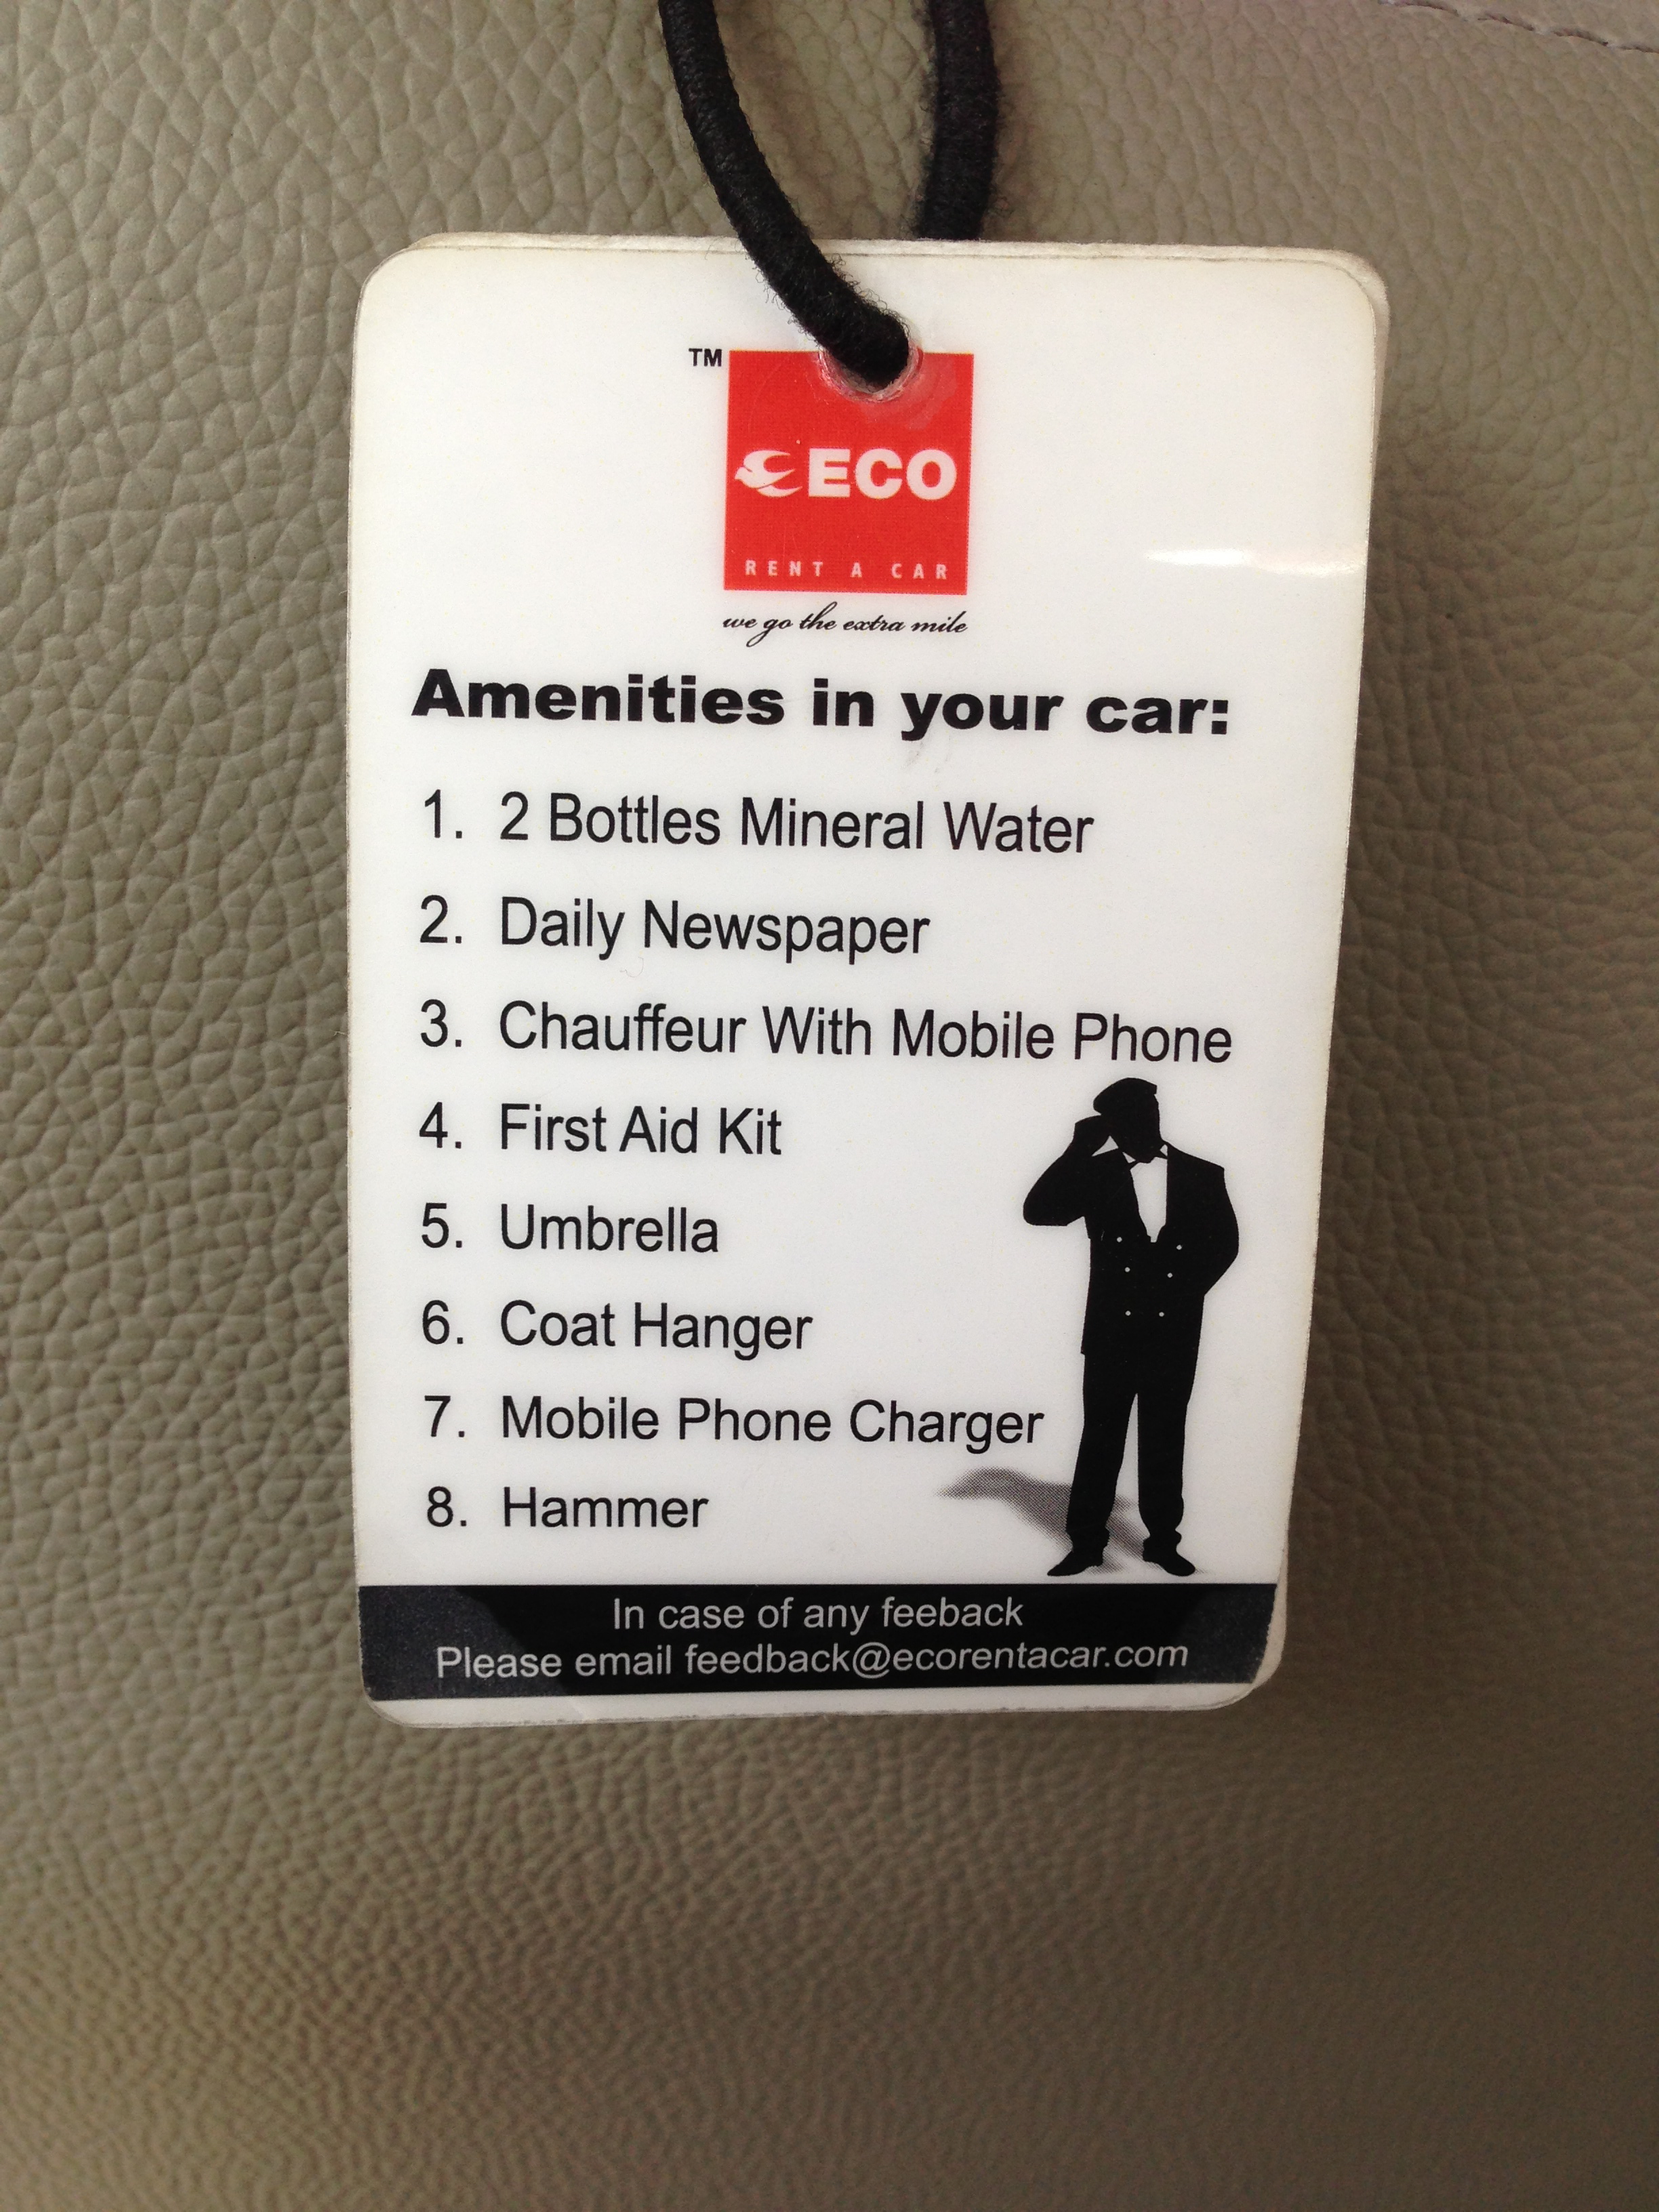 TM
ECO
RENT A CAR
we go the extra mile
Amenities in your car:
1. 2 Bottles Mineral Water
2. Daily Newspaper
3. Chauffeur With Mobile Phone
4. First Aid Kit
5. Umbrella
6. Coat Hanger
7. Mobile Phone Charger
8. Hammer
In case of any feeback
Please email feedback@ecorentacar.com